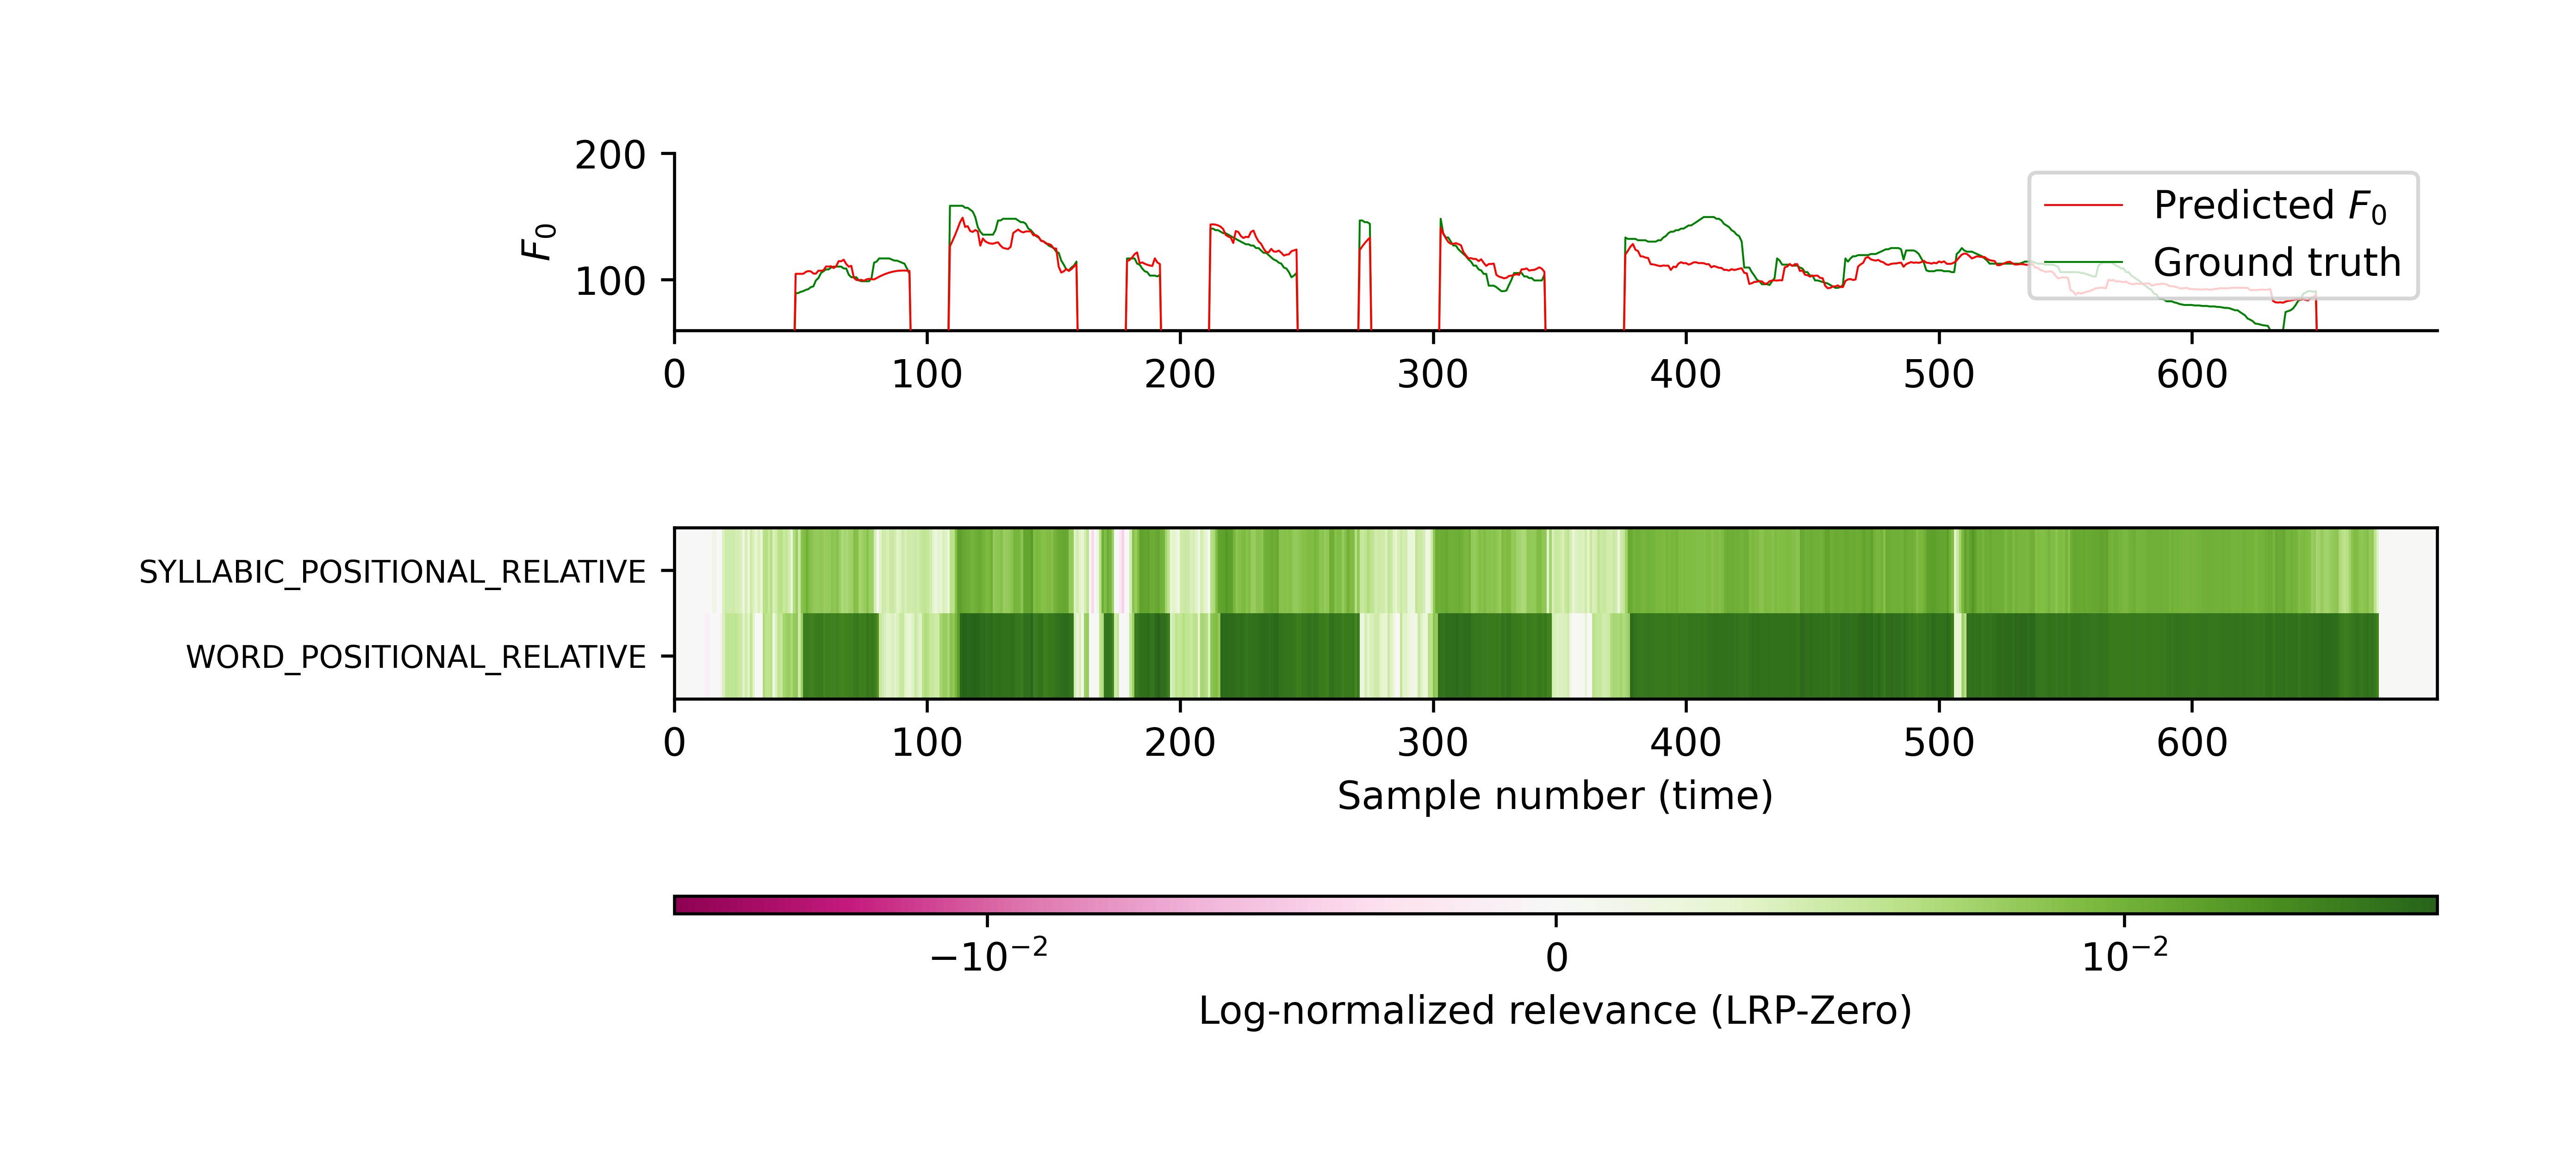 200
100
F₀
Predicted F₀
Ground truth
0 100 200 300 400 500 600
SYLLABIC_POSITIONAL_RELATIVE
WORD_POSITIONAL_RELATIVE
0 100 200 300 400 500 600
Sample number (time)
−10⁻² 0 10⁻²
Log-normalized relevance (LRP-Zero)